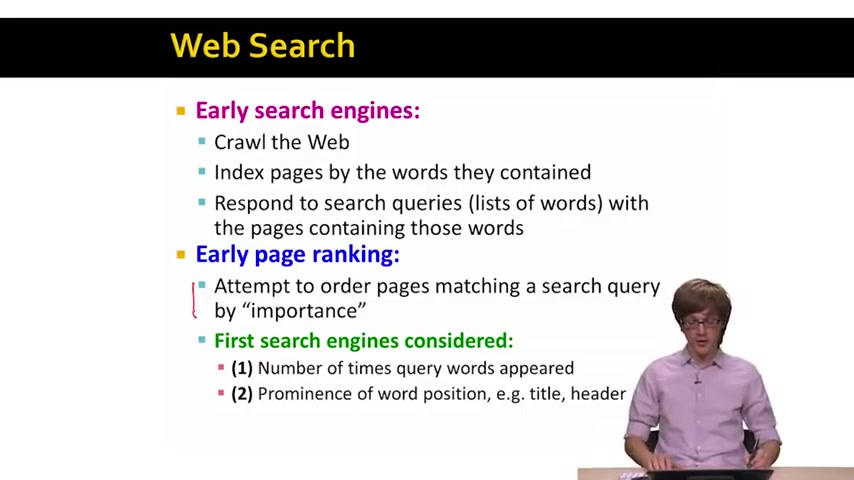 Web Search
Early search engines:
Crawl the Web
Index pages by the words they contained
Respond to search queries (lists of words) with
the pages containing those words
Early page ranking:
Attempt to order pages matching a search query
by “importance”
First search engines considered:
(1) Number of times query words appeared
(2) Prominence of word position, e.g. title, header